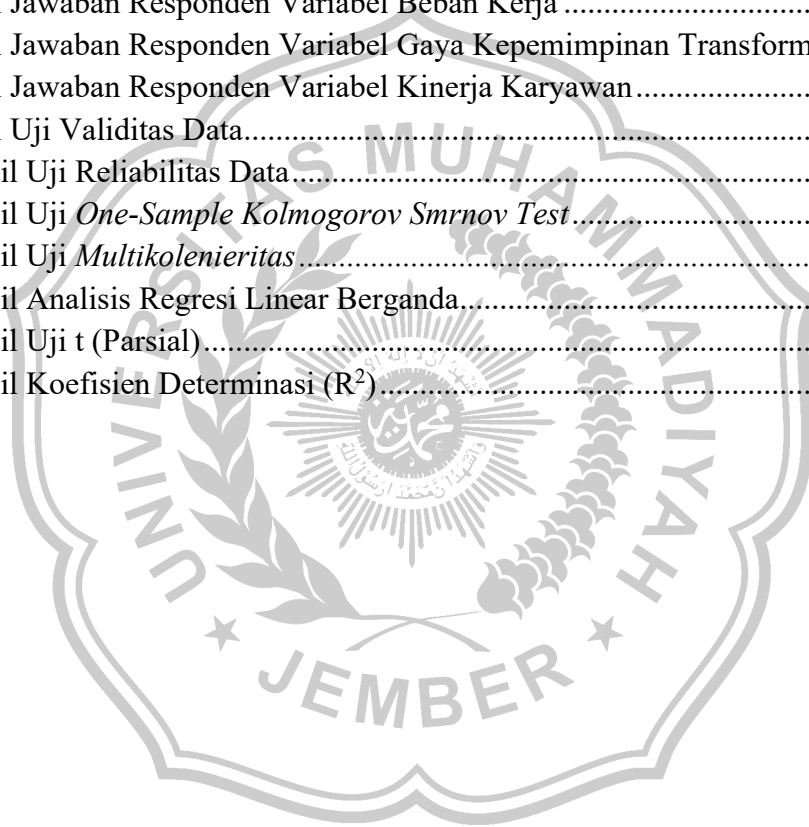 Jawaban Responden Variabel Beban Kerja ..............................
Jawaban Responden Variabel Gaya Kepemimpinan Transform
Jawaban Responden Variabel Kinerja Karyawan ......................
Uji Validitas Data..............................................................................
il Uji Reliabilitas Data .......................................................................
il Uji One-Sample Kolmogorov Smrnov Test ..............................
il Uji Multikolenieritas ......................................................................
il Analisis Regresi Linear Berganda..............................................
il Uji t (Parsial)...................................................................................
il Koefisien Determinasi (R²) ..........................................................
UNIVERSITAS MUHAMMADIYAH
JEMBER